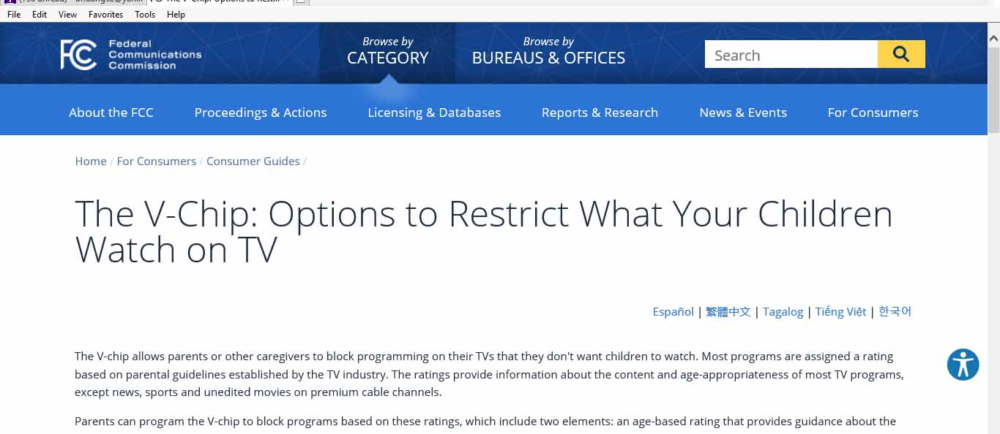 File Edit View Favorites Tools Help
FCC Federal
Communications
Commission
Browse by
CATEGORY
Browse by
BUREAUS & OFFICES
Search
About the FCC Proceedings & Actions Licensing & Databases Reports & Research News & Events For Consumers
Home / For Consumers / Consumer Guides /
The V-Chip: Options to Restrict What Your Children
Watch on TV
Español | 繁體中文 | Tagalog | Tiếng Việt | 한국어
The V-chip allows parents or other caregivers to block programming on their TVs that they don't want children to watch. Most programs are assigned a rating
based on parental guidelines established by the TV industry. The ratings provide information about the content and age-appropriateness of most TV programs,
except news, sports and unedited movies on premium cable channels.
Parents can program the V-chip to block programs based on these ratings, which include two elements: an age-based rating that provides guidance about the